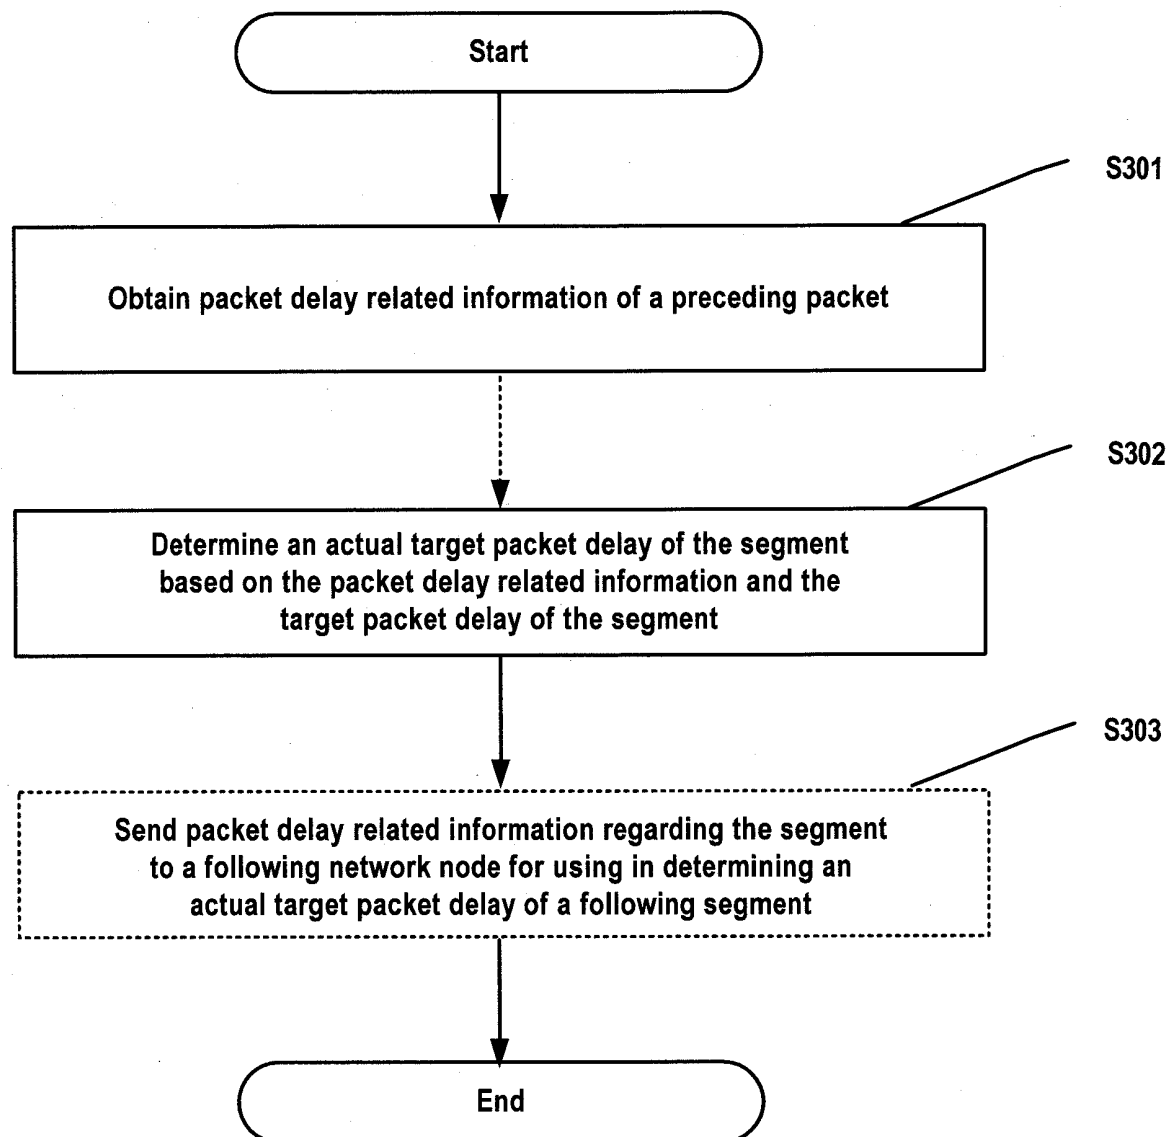 Start
S301
Obtain packet delay related information of a preceding packet
S302
Determine an actual target packet delay of the segment
based on the packet delay related information and the
target packet delay of the segment
S303
Send packet delay related information regarding the segment
to a following network node for using in determining an
actual target packet delay of a following segment
End